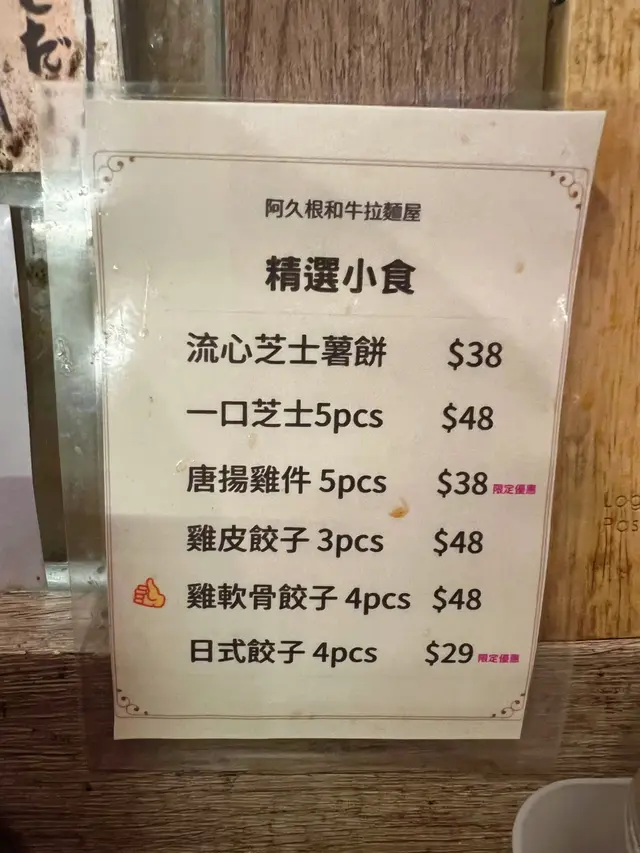 阿久根和牛拉麵屋
精選小食
流心芝士薯餅 $38
一口芝士5pcs $48
唐揚雞件 5pcs $38 限定優惠
雞皮餃子 3pcs $48
雞軟骨餃子 4pcs $48
日式餃子 4pcs $29 限定優惠